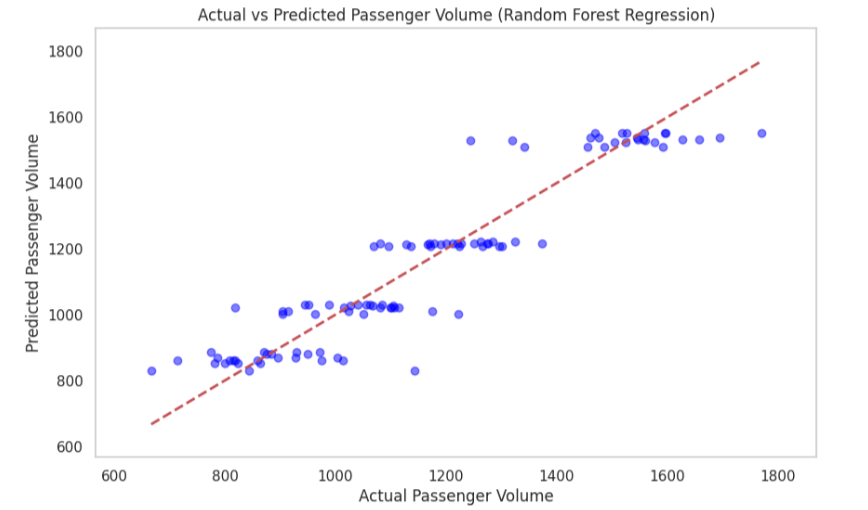 Actual vs Predicted Passenger Volume (Random Forest Regression)
Predicted Passenger Volume
1800
1600
1400
1200
1000
800
600
600 800 1000 1200 1400 1600 1800
Actual Passenger Volume